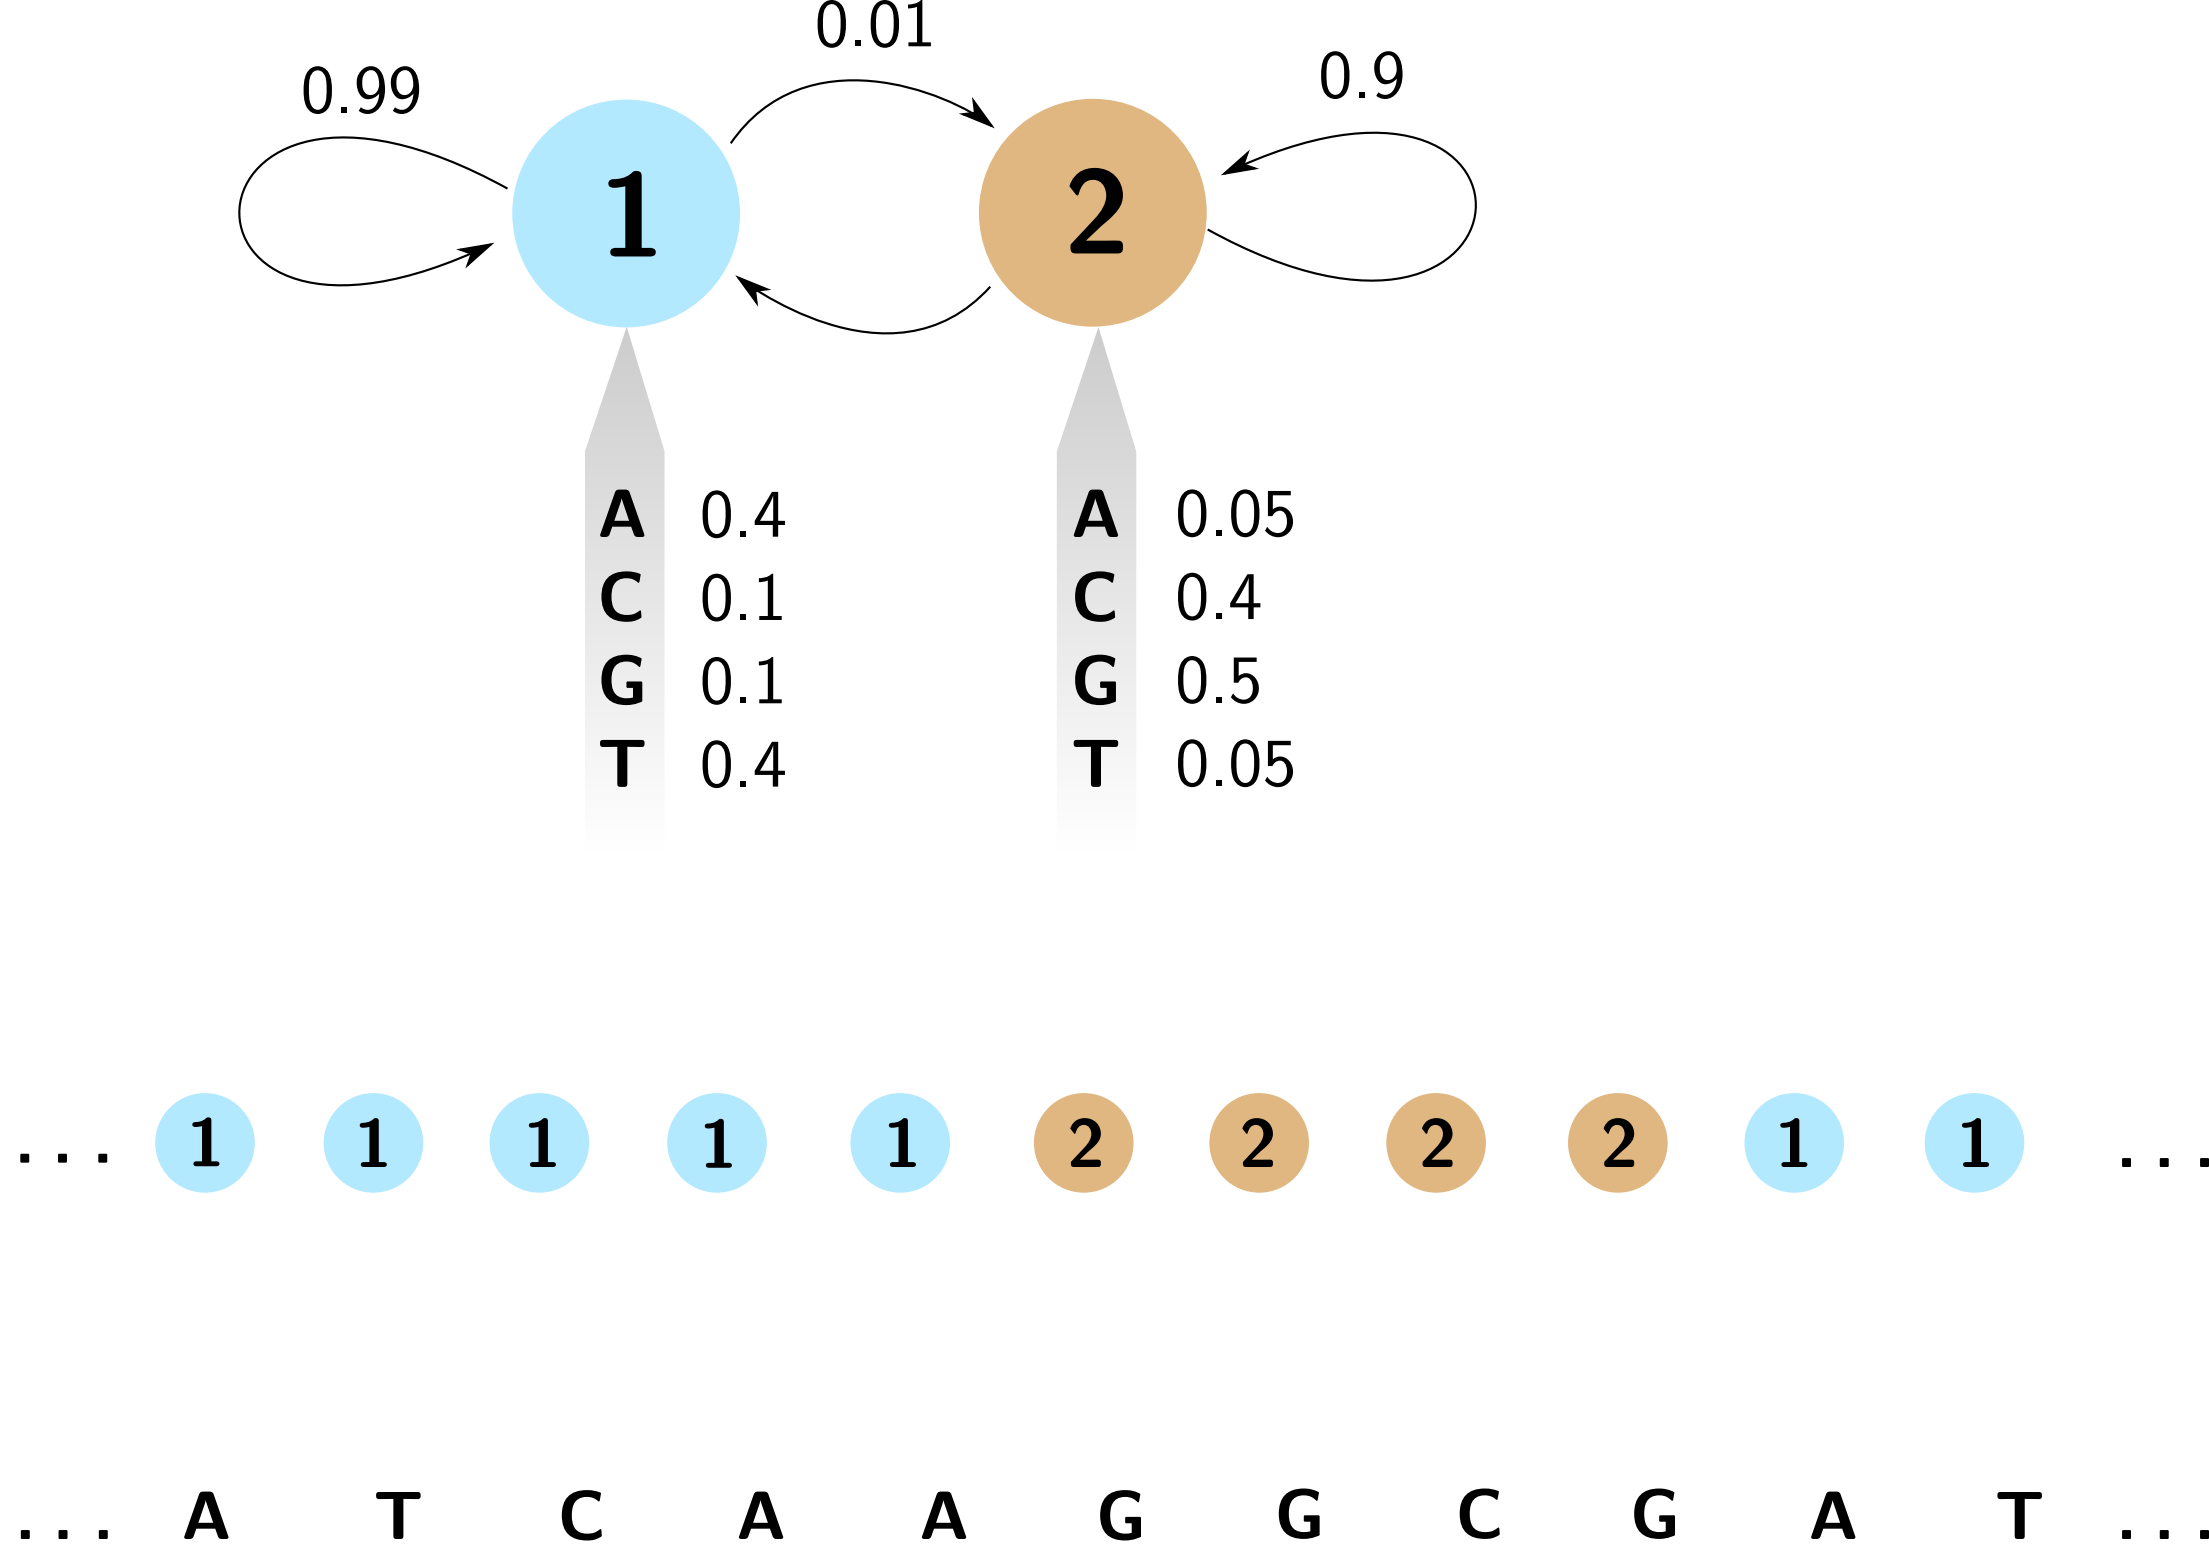 0.99 0.01 0.9
1 2
A 0.4 A 0.05
C 0.1 C 0.4
G 0.1 G 0.5
T 0.4 T 0.05
... 1 1 1 1 1 2 2 2 2 1 1 ...
... A T C A A G G C G A T ...